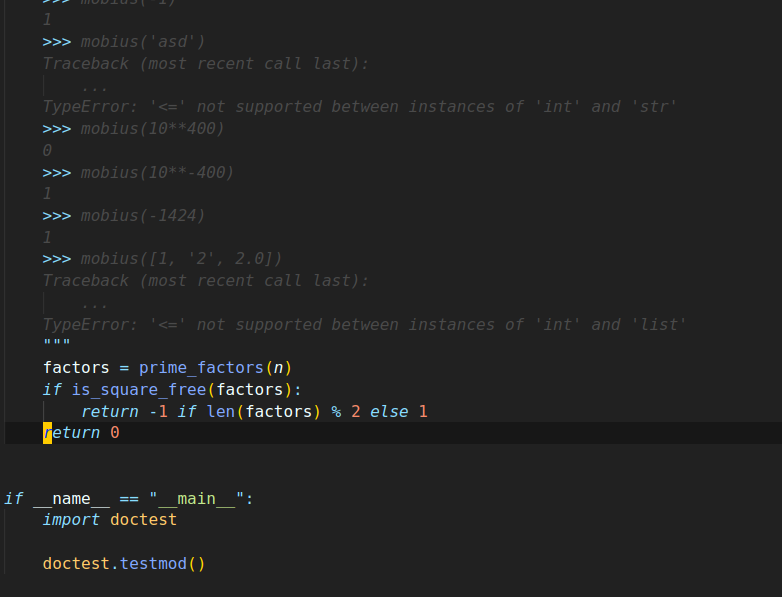 >>> mobius(-1)
1
>>> mobius('asd')
Traceback (most recent call last):
...
TypeError: '<=' not supported between instances of 'int' and 'str'
>>> mobius(10**400)
0
>>> mobius(10**-400)
1
>>> mobius(-1424)
1
>>> mobius([1, '2', 2.0])
Traceback (most recent call last):
...
TypeError: '<=' not supported between instances of 'int' and 'list'
"""
factors = prime_factors(n)
if is_square_free(factors):
return -1 if len(factors) % 2 else 1
return 0
if __name__ == "__main__":
import doctest
doctest.testmod()